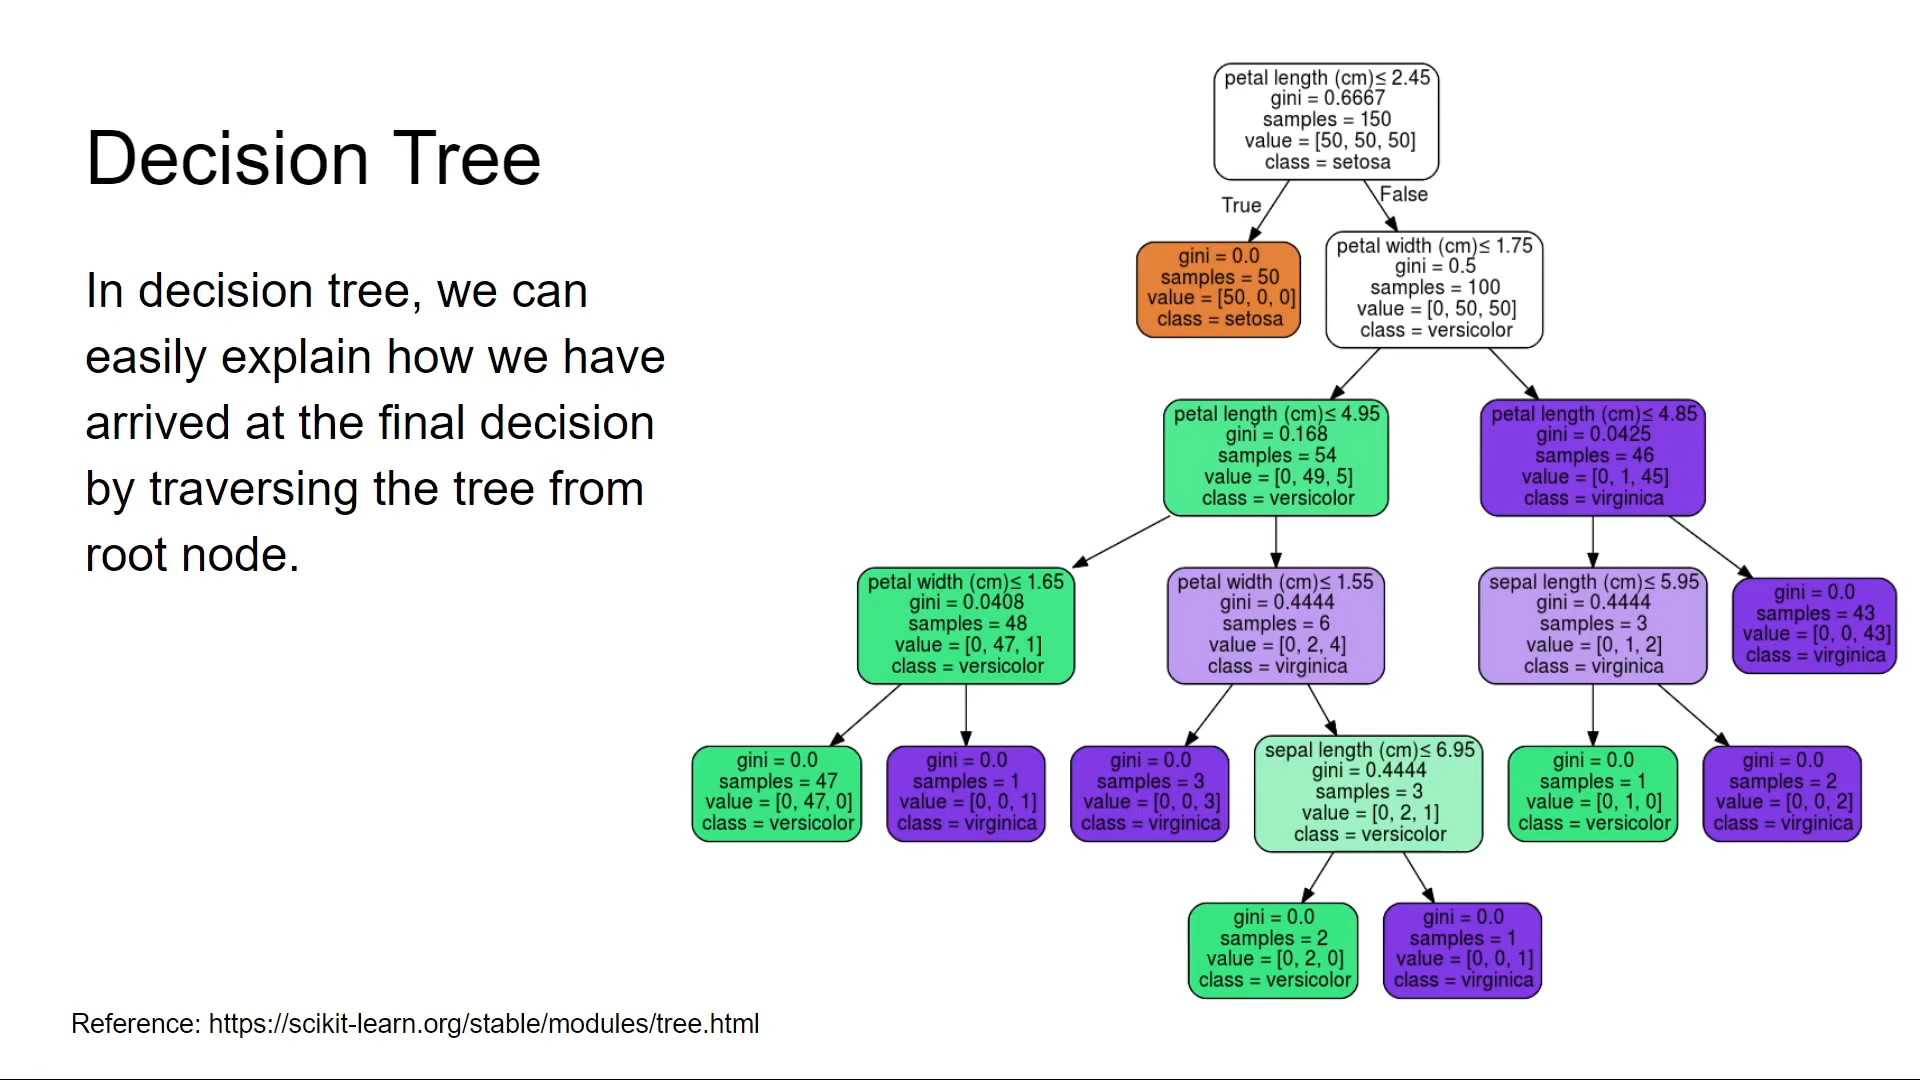 Decision Tree
In decision tree, we can
easily explain how we have
arrived at the final decision
by traversing the tree from
root node.
petal length (cm)≤ 2.45
gini = 0.6667
samples = 150
value = [50, 50, 50]
class = setosa
True
False
gini = 0.0
samples = 50
value = [50, 0, 0]
class = setosa
petal width (cm)≤ 1.75
gini = 0.5
samples = 100
value = [0, 50, 50]
class = versicolor
petal length (cm)≤ 4.95
gini = 0.168
samples = 54
value = [0, 49, 5]
class = versicolor
petal length (cm)≤ 4.85
gini = 0.0425
samples = 46
value = [0, 1, 45]
class = virginica
petal width (cm)≤ 1.65
gini = 0.0408
samples = 48
value = [0, 47, 1]
class = versicolor
petal width (cm)≤ 1.55
gini = 0.4444
samples = 6
value = [0, 2, 4]
class = virginica
sepal length (cm)≤ 5.95
gini = 0.4444
samples = 3
value = [0, 1, 2]
class = virginica
gini = 0.0
samples = 43
value = [0, 0, 43]
class = virginica
gini = 0.0
samples = 47
value = [0, 47, 0]
class = versicolor
gini = 0.0
samples = 1
value = [0, 0, 1]
class = virginica
gini = 0.0
samples = 3
value = [0, 0, 3]
class = virginica
sepal length (cm)≤ 6.95
gini = 0.4444
samples = 3
value = [0, 2, 1]
class = versicolor
gini = 0.0
samples = 1
value = [0, 1, 0]
class = versicolor
gini = 0.0
samples = 2
value = [0, 0, 2]
class = virginica
gini = 0.0
samples = 2
value = [0, 2, 0]
class = versicolor
gini = 0.0
samples = 1
value = [0, 0, 1]
class = virginica
Reference: https://scikit-learn.org/stable/modules/tree.html